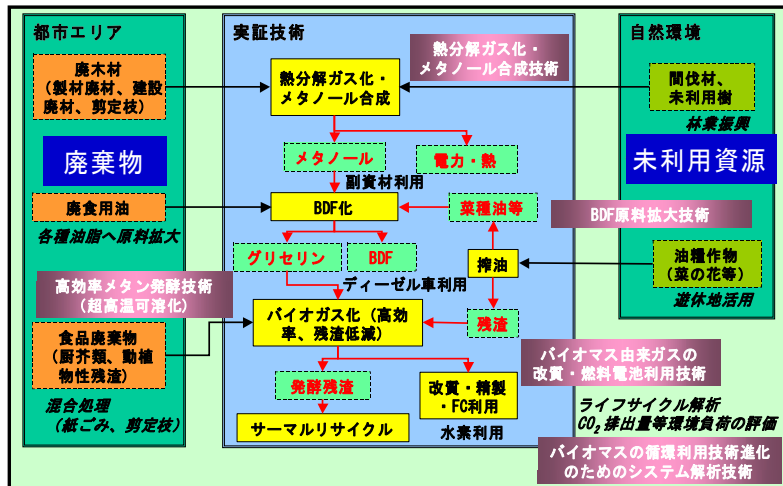 都市エリア
廃木材
（製材廃材、建設
廃材、剪定枝）
廃棄物
廃食用油
各種油脂へ原料拡大
高効率メタン発酵技術
（超高温可溶化）
食品廃棄物
（厨芥類、動植
物性残渣）
混合処理
（紙ごみ、剪定枝）
実証技術
熱分解ガス化・
メタノール合成技術
熱分解ガス化・
メタノール合成
メタノール
電力・熱
副資材利用
BDF化
菜種油等
グリセリン
BDF
搾油
ディーゼル車利用
バイオガス化（高効
率、残渣低減）
残渣
発酵残渣
改質・精製
・FC利用
サーマルリサイクル
水素利用
自然環境
間伐材、
未利用樹
林業振興
未利用資源
BDF原料拡大技術
油糧作物
（菜の花等）
遊休地活用
バイオマス由来ガスの
改質・燃料電池利用技術
ライフサイクル解析
CO2排出量等環境負荷の評価
バイオマスの循環利用技術進化
のためのシステム解析技術